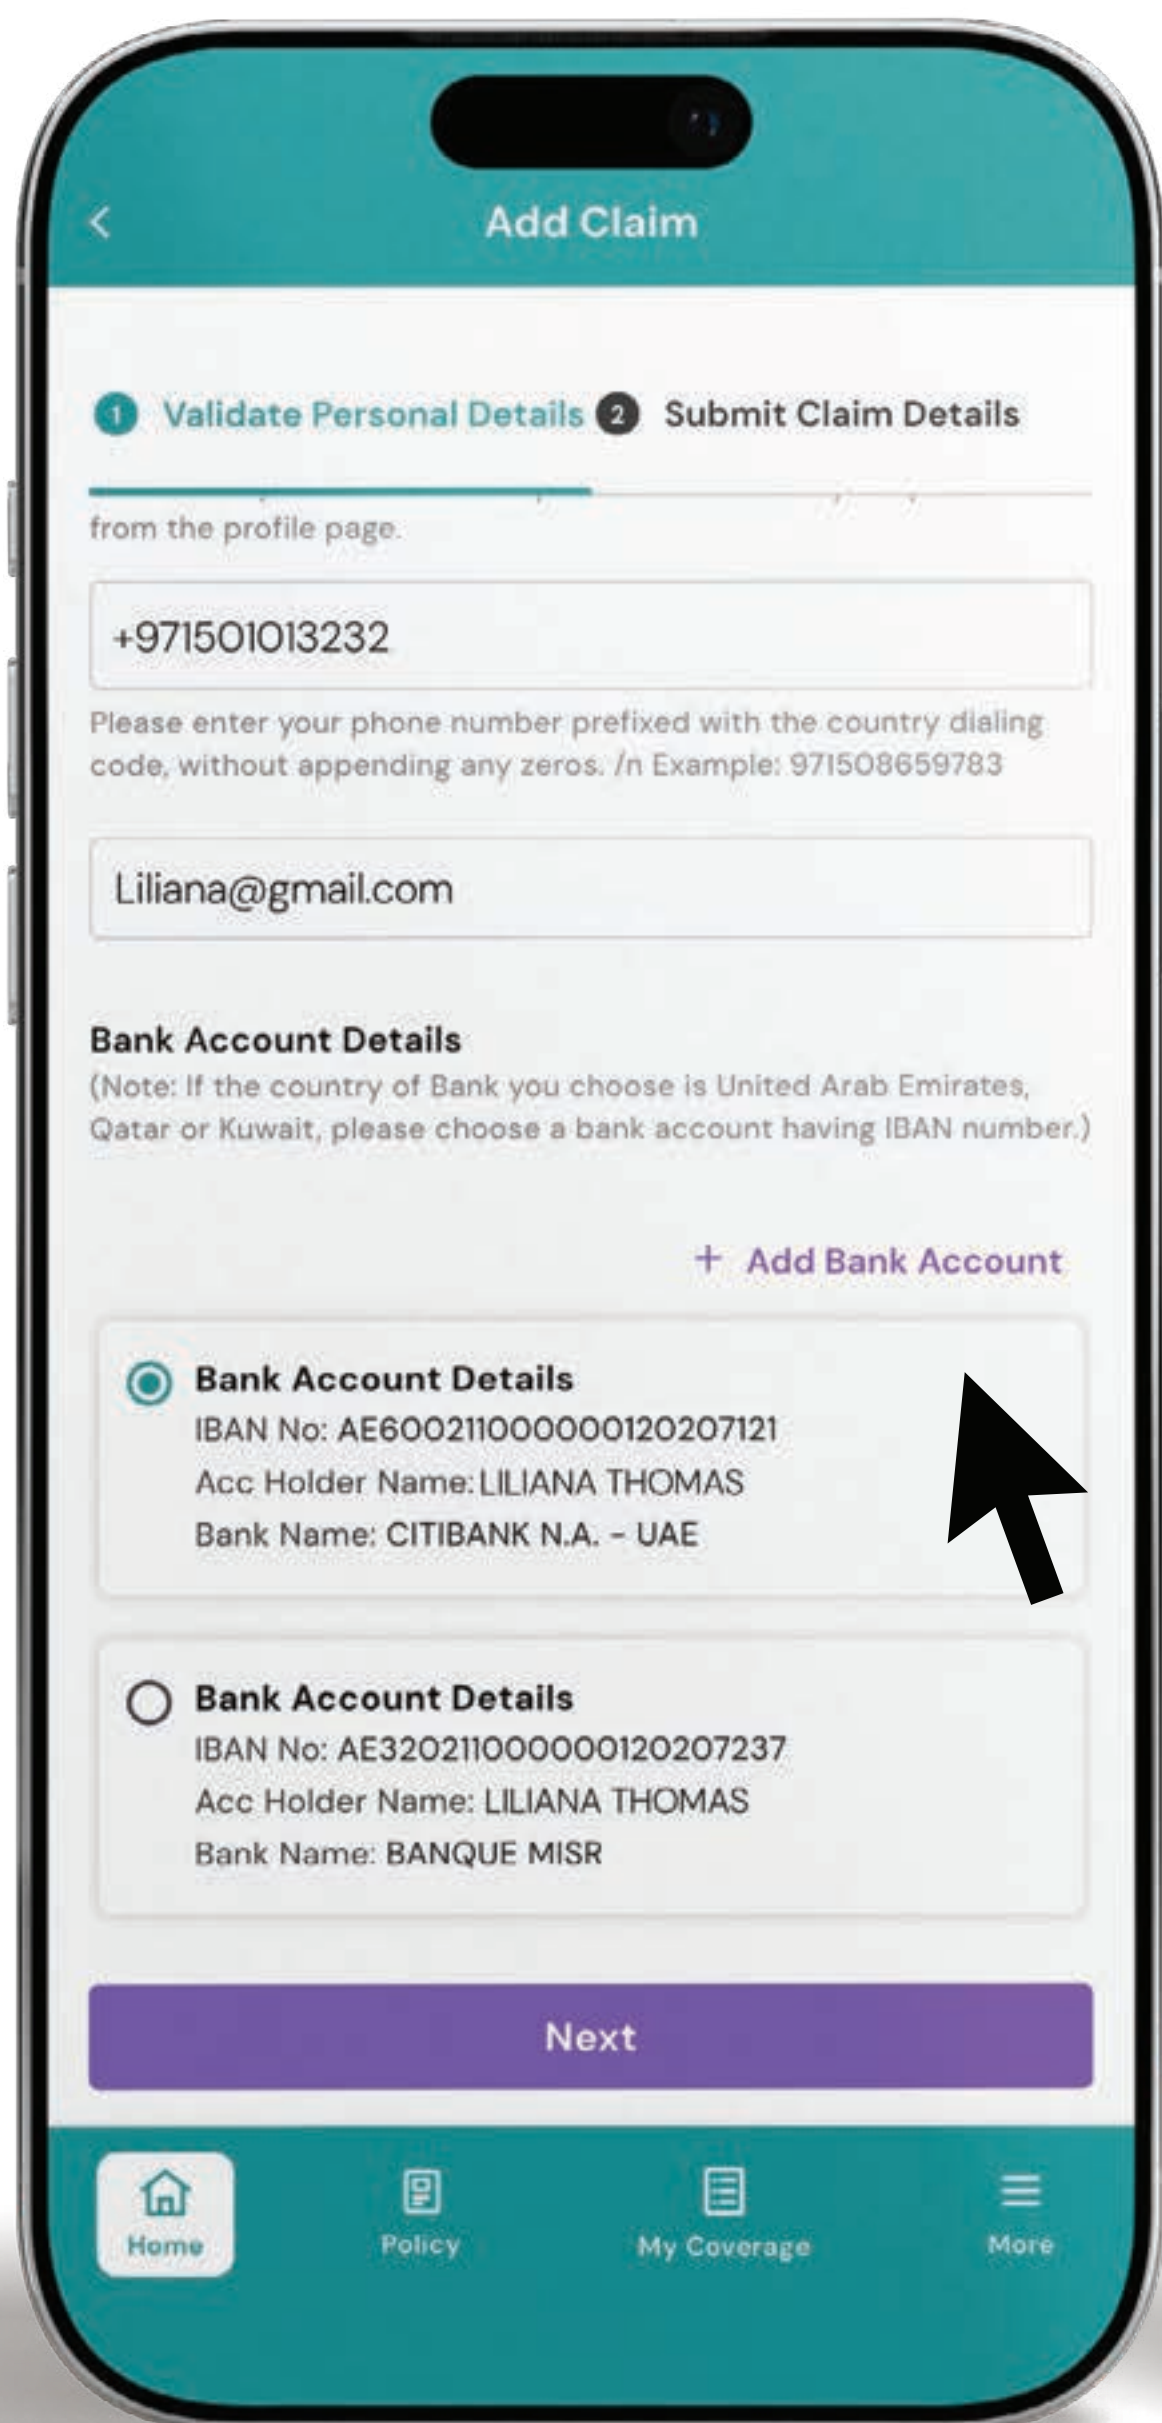 Add Claim
1 Validate Personal Details 2 Submit Claim Details
from the profile page.
+971501013232
Please enter your phone number prefixed with the country dialing
code, without appending any zeros. /n Example: 971508659783
Liliana@gmail.com
Bank Account Details
(Note: If the country of Bank you choose is United Arab Emirates,
Qatar or Kuwait, please choose a bank account having IBAN number.)
+ Add Bank Account
Bank Account Details
IBAN No: AE600211000000120207121
Acc Holder Name: LILIANA THOMAS
Bank Name: CITIBANK N.A. - UAE
Bank Account Details
IBAN No: AE320211000000120207237
Acc Holder Name: LILIANA THOMAS
Bank Name: BANQUE MISR
Next
Home
Policy
My Coverage
More